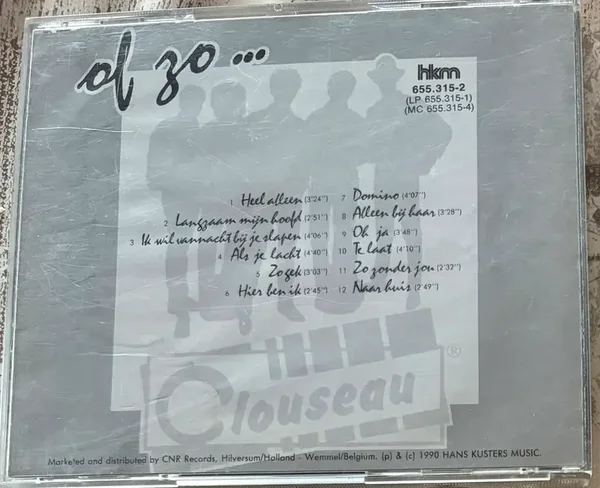 of zo ...
hkm
655.315-2
(LP 655.315-1)
(MC 655.315-4)
1 Heel alleen (3'24")
2 Langzaam mijn hoofd (2'51")
3 Ik wil vannacht bij je slapen (4'06")
4 Als je lacht (4'40")
5 Zo gek (3'03")
6 Hier ben ik (2'45")
7 Domino (4'07")
8 Alleen bij haar (3'28")
9 Oh ja (3'48")
10 Te laat (4'10")
11 Zo zonder jou (2'37")
12 Naar huis (2'49")
Clouseau ®
Marketed and distributed by CNR Records, Hilversum/Holland - Wemmel/Belgium. (p) & (c) 1990 HANS KUSTERS MUSIC.